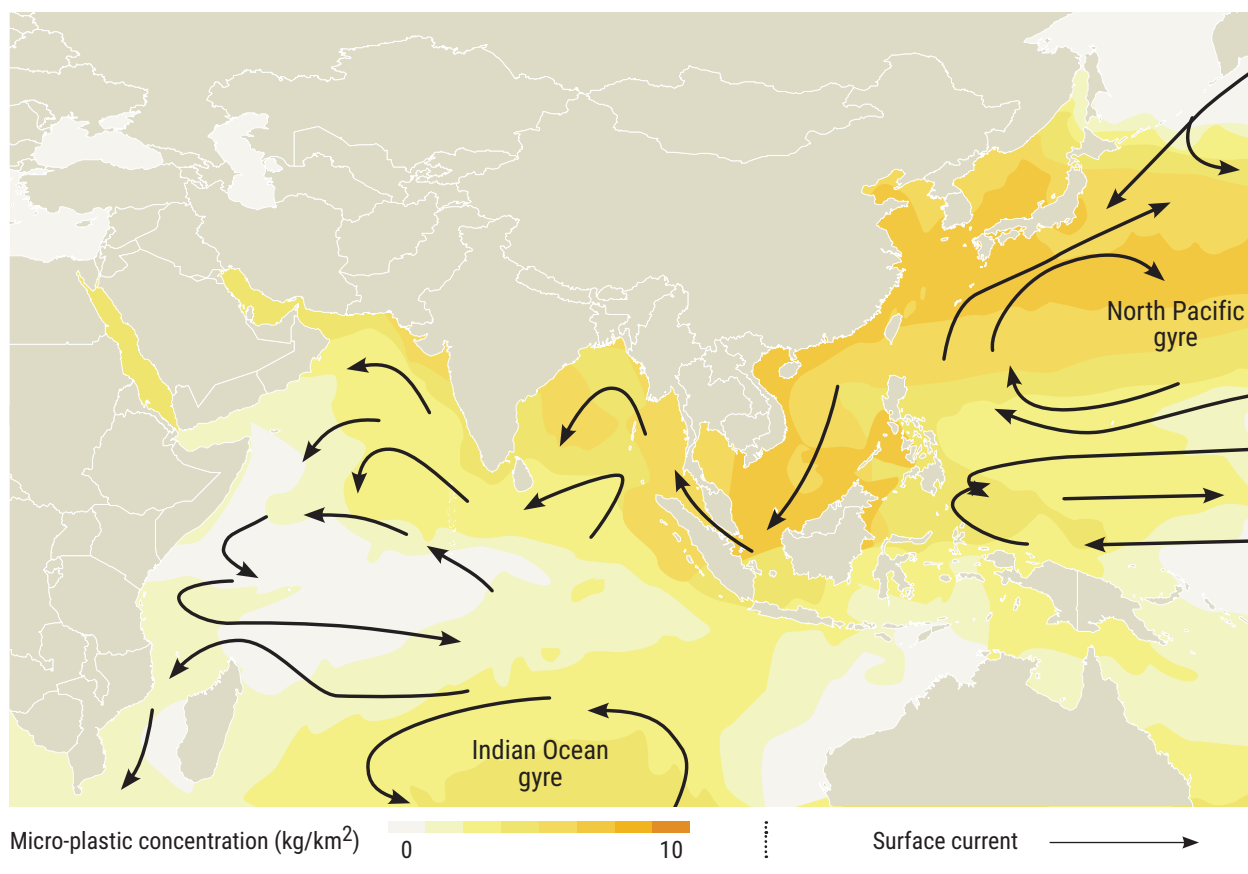 North Pacific
gyre
Indian Ocean
gyre
Micro-plastic concentration (kg/km²)
0
10
Surface current